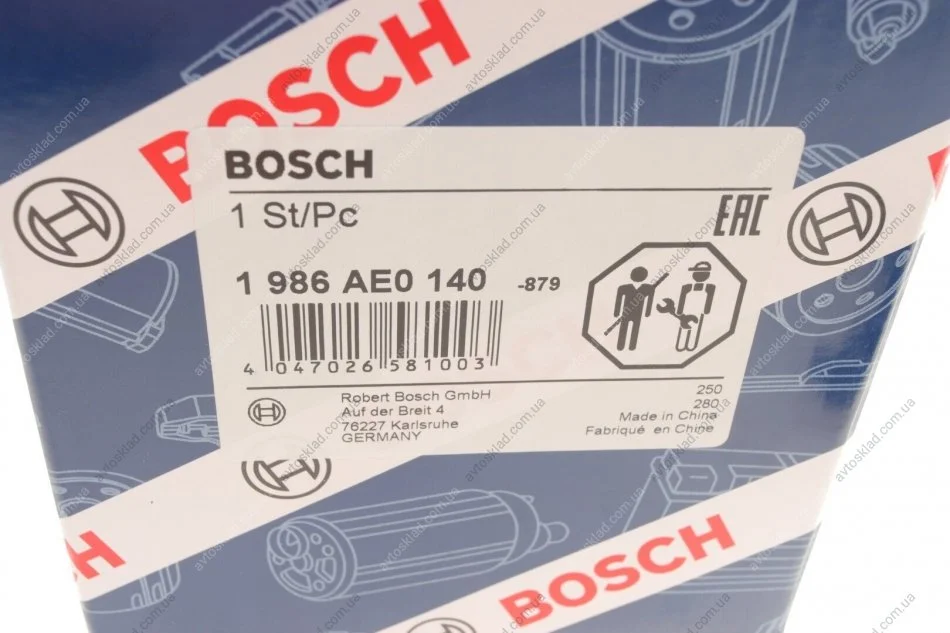 BOSCH
BOSCH
1 St/Pc
EAC
1 986 AE0 140 -879
4 047026 581003
Robert Bosch GmbH
Auf der Breit 4
76227 Karlsruhe
GERMANY
250
280
Made in China
Fabriqué en Chine
H
BOSCH
avtosklad.com.ua